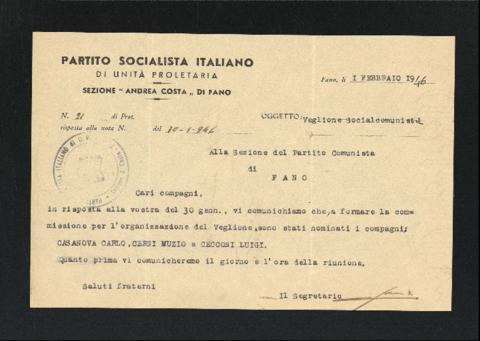 PARTITO SOCIALISTA ITALIANO
DI UNITÀ PROLETARIA
SEZIONE "ANDREA COSTA„ DI FANO
Fano, li 1 FEBBRAIO 1946
N. 21 di Prot.
risposta alla nota N. del 30-1-946
OGGETTO: Veglione Socialcomunista
Alla Sezione del Partito Comunista
di
FANO
Cari compagni,
in risposta alla vostra del 30 genn., vi comunichiamo che,a formare la com=
missione per l'organizzazione del Veglione,sono stati nominati i compagni;
CASANOVA CARLO, CERSI MUZIO e CECCONI LUIGI.
Quanto prima vi comunicheremo il giorno e l'ora della riunione.
Saluti fraterni
Il Segretario